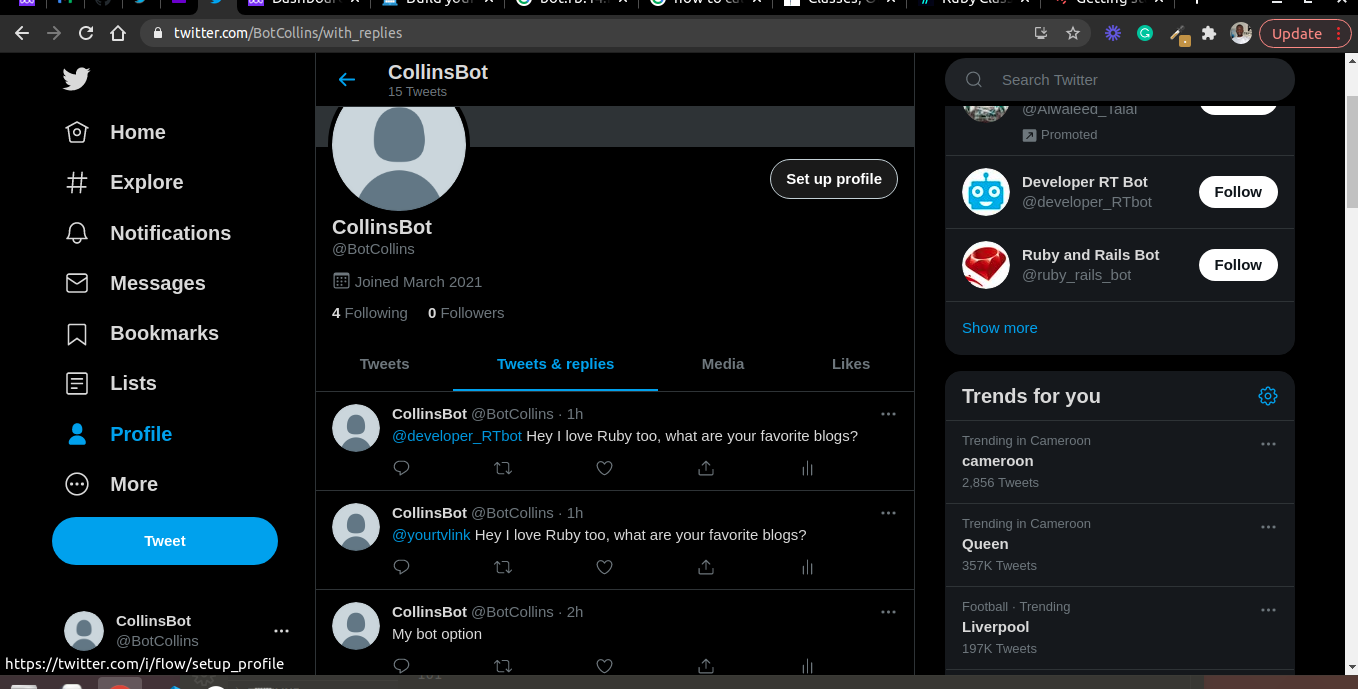 twitter.com/BotCollins/with_replies
Update
Home
Explore
Notifications
Messages
Bookmarks
Lists
Profile
More
Tweet
CollinsBot
@BotCollins
https://twitter.com/i/flow/setup_profile
CollinsBot
15 Tweets
Set up profile
CollinsBot
@BotCollins
Joined March 2021
4 Following 0 Followers
Tweets Tweets & replies Media Likes
CollinsBot @BotCollins · 1h
@developer_RTbot Hey I love Ruby too, what are your favorite blogs?
CollinsBot @BotCollins · 1h
@yourtvlink Hey I love Ruby too, what are your favorite blogs?
CollinsBot @BotCollins · 2h
My bot option
Search Twitter
@Alwaleed_Talal
Promoted
Developer RT Bot
@developer_RTbot
Follow
Ruby and Rails Bot
@ruby_rails_bot
Follow
Show more
Trends for you
Trending in Cameroon
cameroon
2,856 Tweets
Trending in Cameroon
Queen
357K Tweets
Football · Trending
Liverpool
197K Tweets